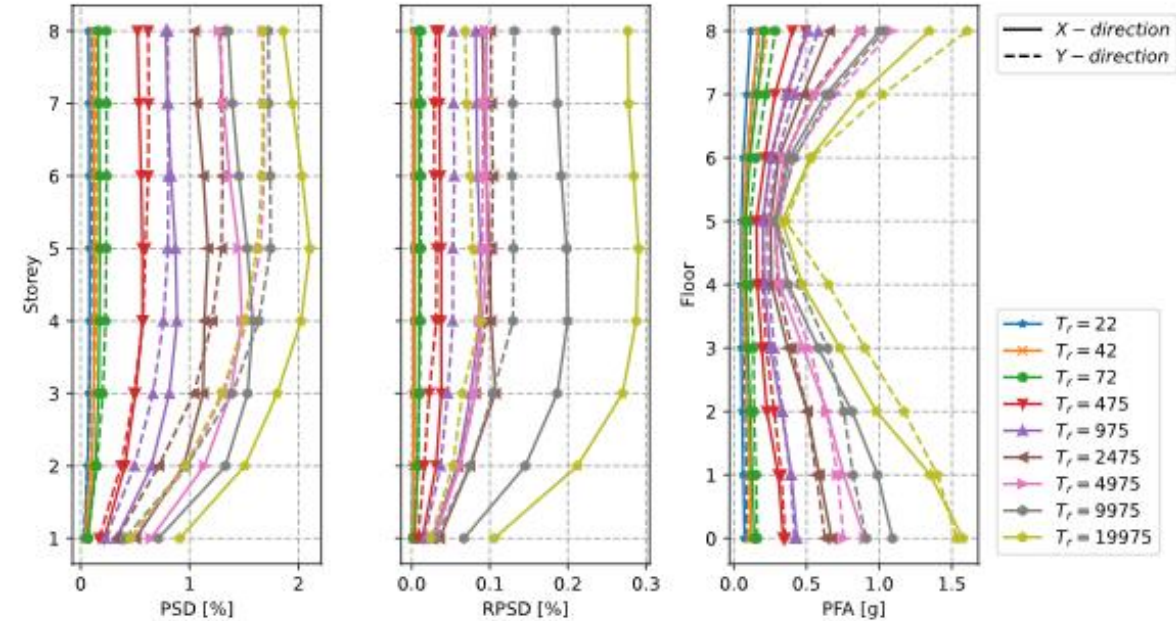 8
7
6
5
4
3
2
1
Storey
0
1
2
PSD [%]
0.0
0.1
0.2
0.3
RPSD [%]
8
7
6
5
4
3
2
1
0
Floor
0.0
0.5
1.0
1.5
PFA [g]
X − direction
Y − direction
T_r = 22
T_r = 42
T_r = 72
T_r = 475
T_r = 975
T_r = 2475
T_r = 4975
T_r = 9975
T_r = 19975